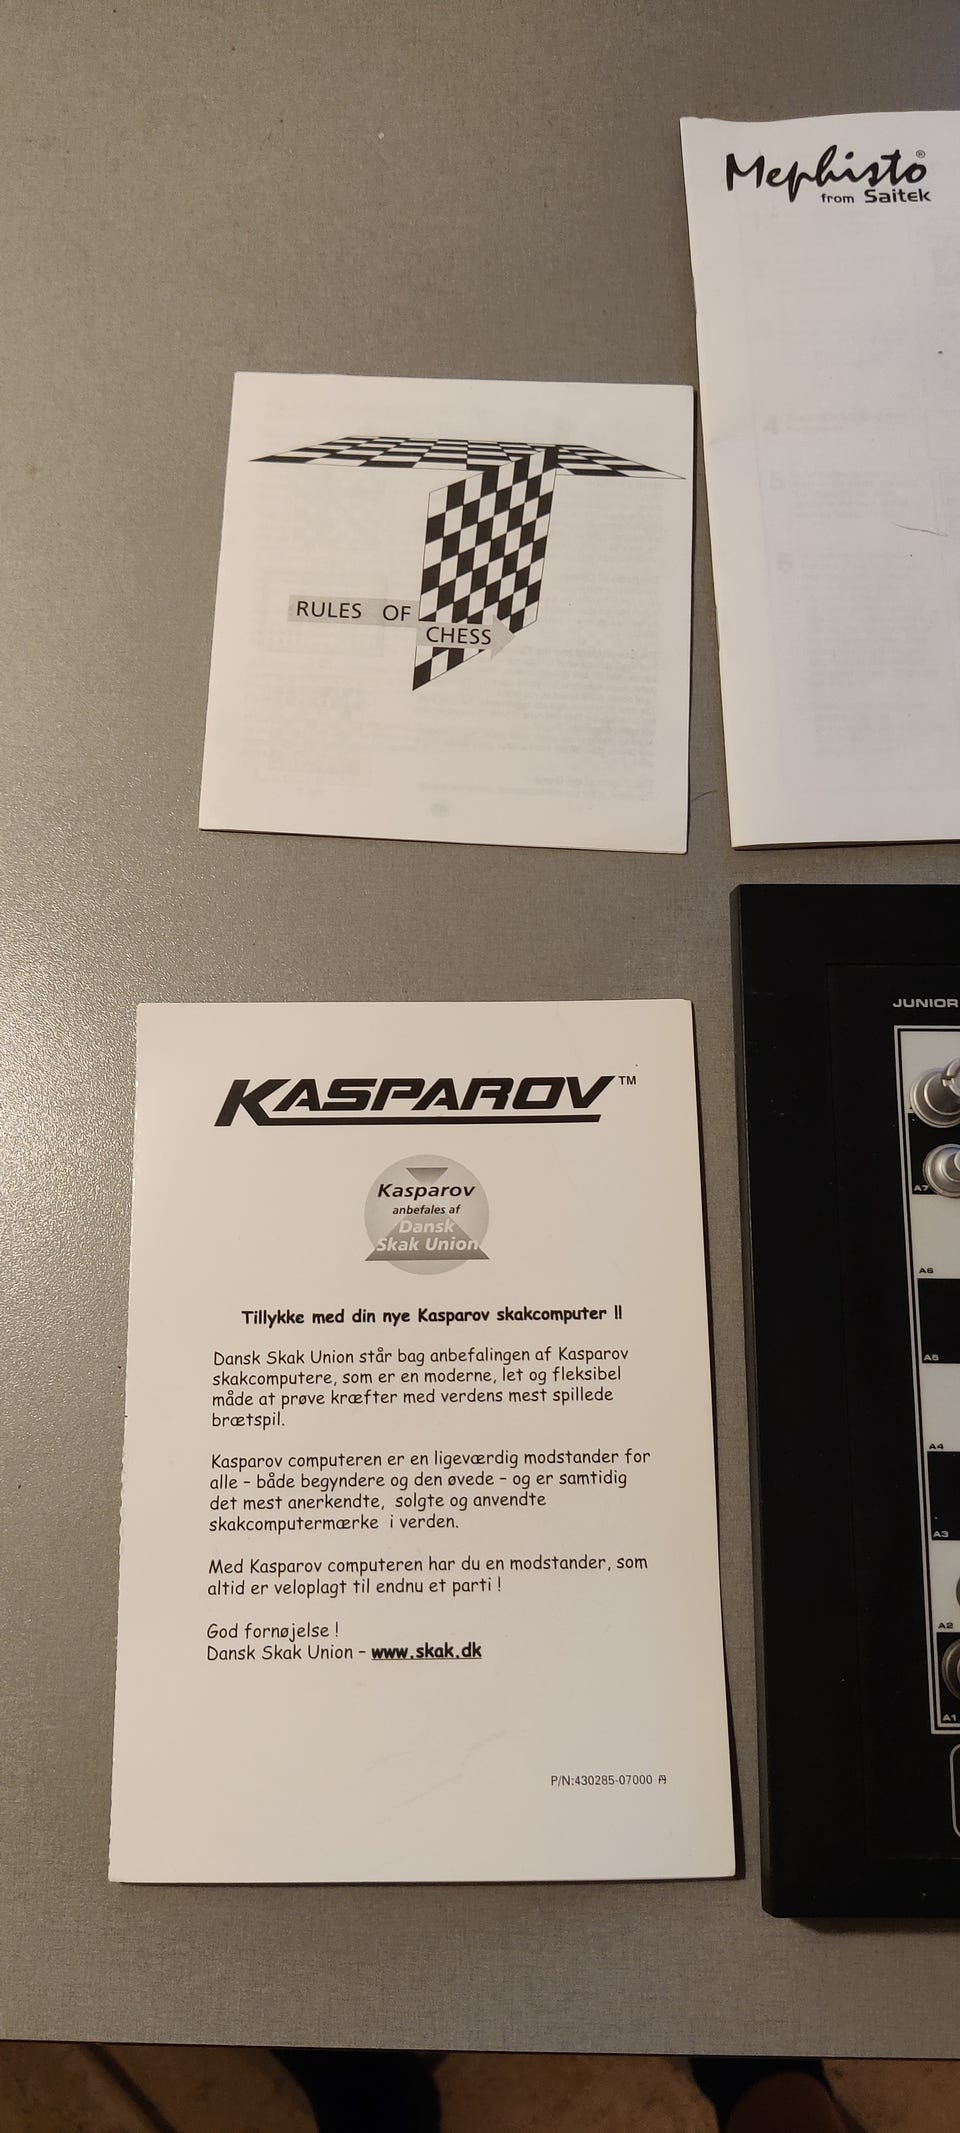 Mephisto®
from Saitek
RULES OF
CHESS
KASPAROV™
Kasparov
anbefales af
Dansk
Skak Union
Tillykke med din nye Kasparov skakcomputer !!
Dansk Skak Union står bag anbefalingen af Kasparov
skakcomputere, som er en moderne, let og fleksibel
måde at prøve kræfter med verdens mest spillede
brætspil.
Kasparov computeren er en ligeværdig modstander for
alle – både begyndere og den øvede – og er samtidig
det mest anerkendte, solgte og anvendte
skakcomputermærke i verden.
Med Kasparov computeren har du en modstander, som
altid er veloplagt til endnu et parti !
God fornøjelse !
Dansk Skak Union – www.skak.dk
P/N:430285-07000
JUNIOR
A7
A6
A5
A4
A3
A2
A1